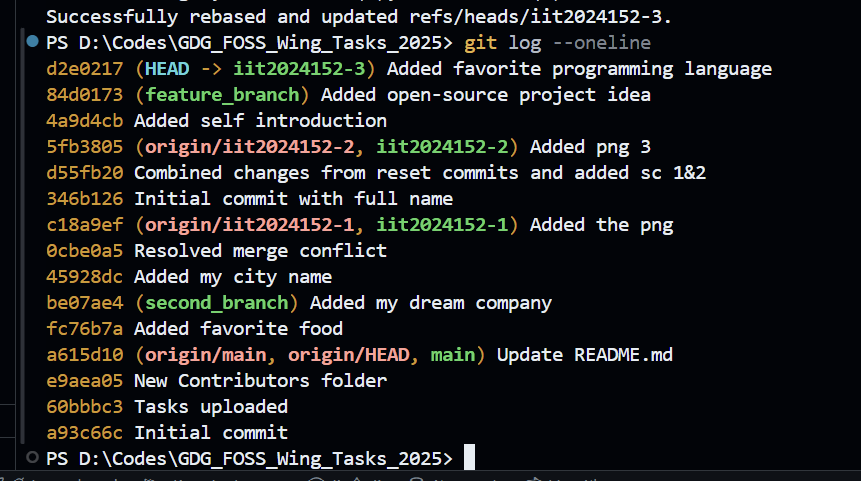 Successfully rebased and updated refs/heads/iit2024152-3.
PS D:\Codes\GDG_FOSS_Wing_Tasks_2025> git log --oneline
d2e0217 (HEAD -> iit2024152-3) Added favorite programming language
84d0173 (feature_branch) Added open-source project idea
4a9d4cb Added self introduction
5fb3805 (origin/iit2024152-2, iit2024152-2) Added png 3
d55fb20 Combined changes from reset commits and added sc 1&2
346b126 Initial commit with full name
c18a9ef (origin/iit2024152-1, iit2024152-1) Added the png
0cbe0a5 Resolved merge conflict
45928dc Added my city name
be07ae4 (second_branch) Added my dream company
fc76b7a Added favorite food
a615d10 (origin/main, origin/HEAD, main) Update README.md
e9aea05 New Contributors folder
60bbbc3 Tasks uploaded
a93c66c Initial commit
PS D:\Codes\GDG_FOSS_Wing_Tasks_2025>